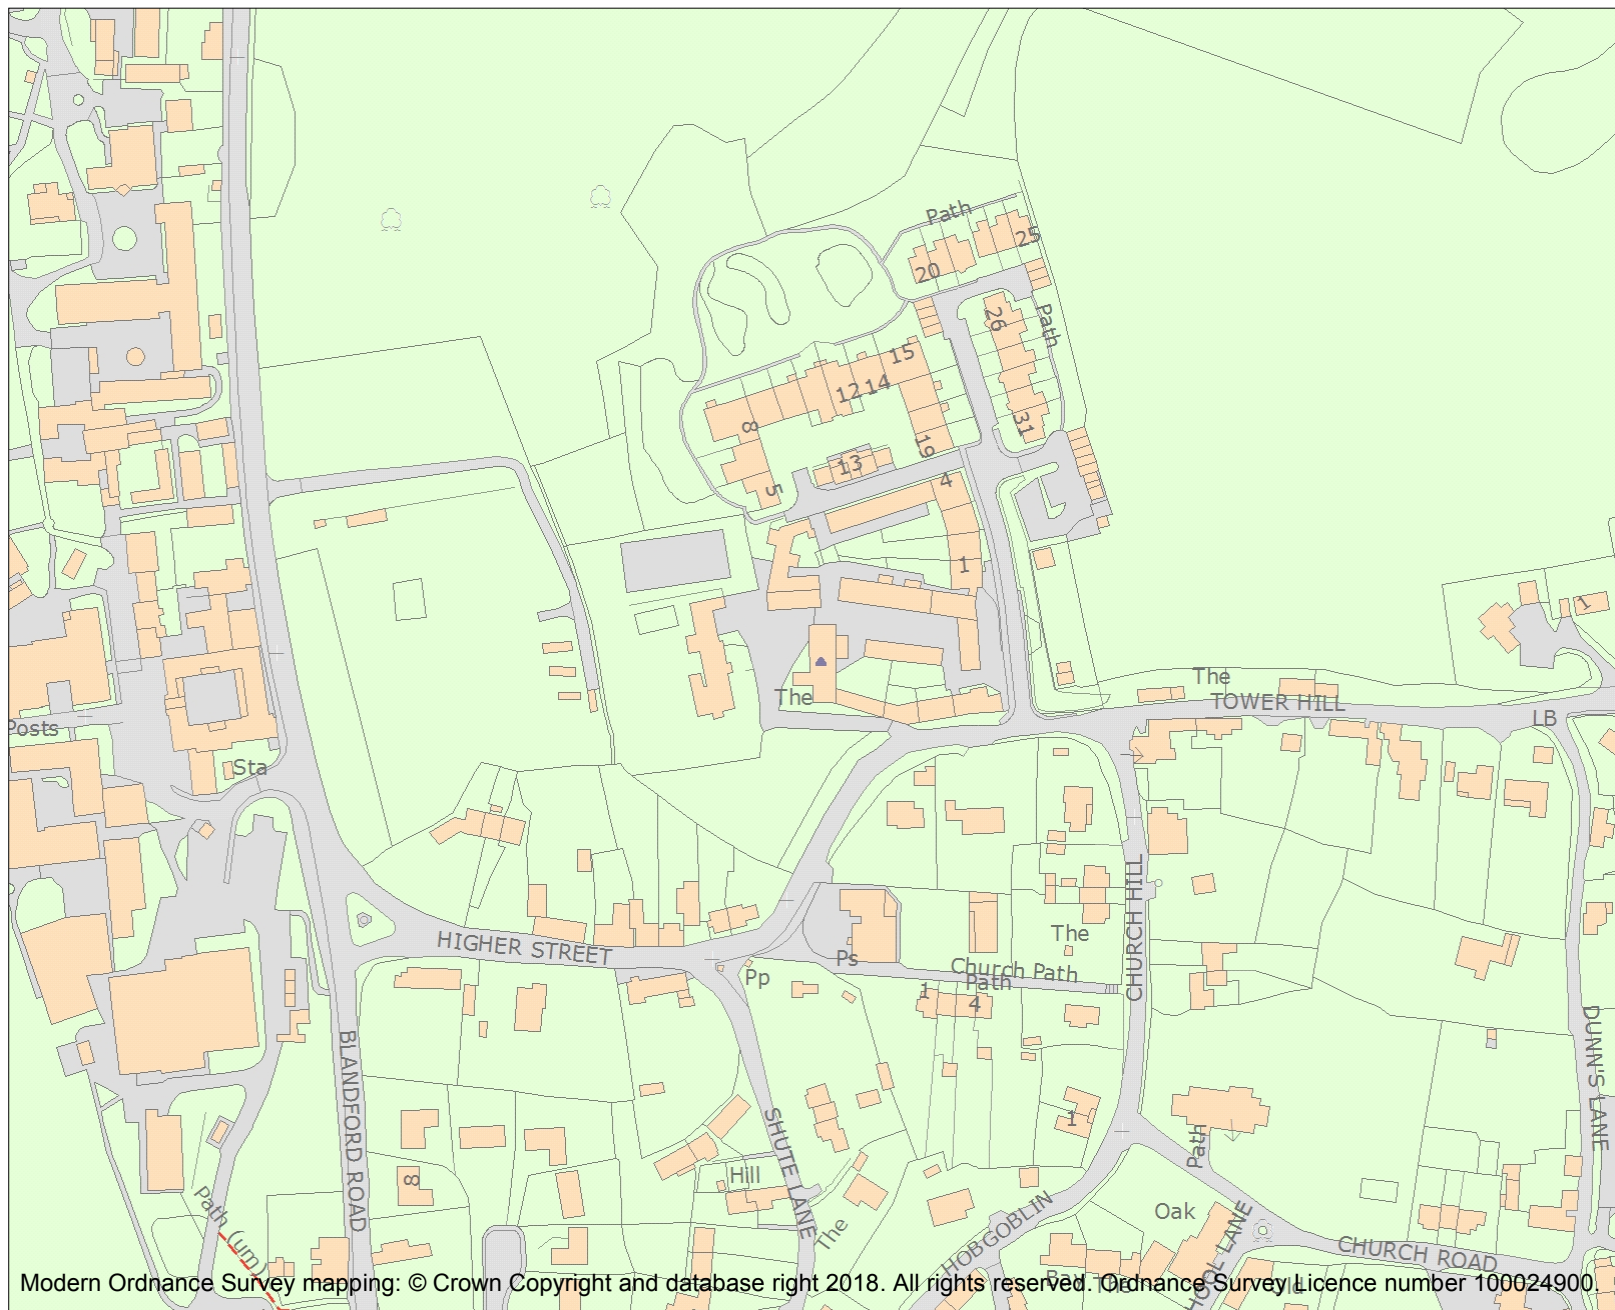 Path
25
20
26
Path
15
12 14
8
31
19
13
4
5
1
1
The
The
TOWER HILL
LB
Posts
Sta
CHURCH HILL
The
HIGHER STREET
Ps
Church Path
Path
Pp
1
4
DUNN'S LANE
BLANDFORD ROAD
SHUTE LANE
1
Path
Hill
8
Path (um)
The
Oak
HOBGOBLIN
CHURCH ROAD
The
Modern Ordnance Survey mapping: © Crown Copyright and database right 2018. All rights reserved. Ordnance Survey Licence number 100024900.